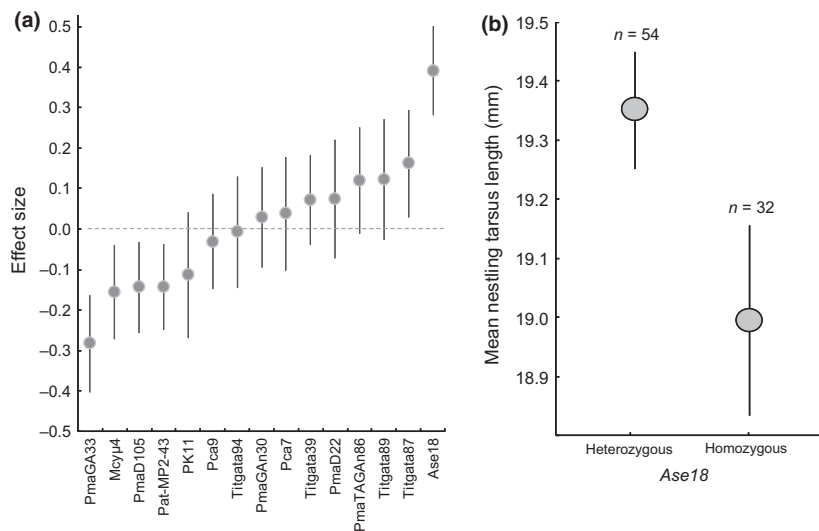 (a)
Effect size
0.5
0.4
0.3
0.2
0.1
0.0
–0.1
–0.2
–0.3
–0.4
–0.5
PmaGA33
Mcyμ4
PmaD105
Pat-MP2-43
PK11
Pca9
Titgata94
PmaGAn30
Pca7
Titgata39
PmaD22
PmaTAGAn86
Titgata89
Titgata87
Ase18
(b)
Mean nestling tarsus length (mm)
19.5
19.4
19.3
19.2
19.1
19.0
18.9
n = 54
n = 32
Heterozygous
Homozygous
Ase18